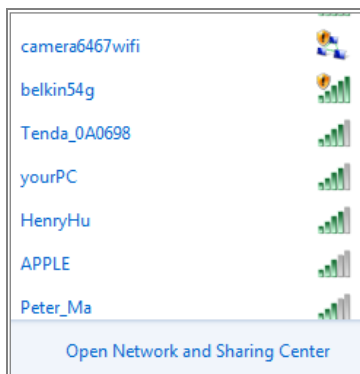 camera6467wifi
belkin54g
Tenda_0A0698
yourPC
HenryHu
APPLE
Peter_Ma
Open Network and Sharing Center